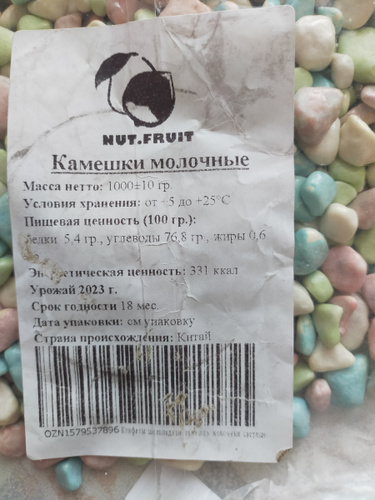 NUT.FRUIT
Камешки молочные
Масса нетто: 1000±10 гр.
Условия хранения: от +5 до +25°C
Пищевая ценность (100 гр.):
белки 5,4 гр., углеводы 76,8 гр., жиры 0,6
Энергетическая ценность: 331 ккал
Урожай 2023 г.
Срок годности 18 мес.
Дата упаковки: см упаковку
Страна происхождения: Китай
OZN1579537896